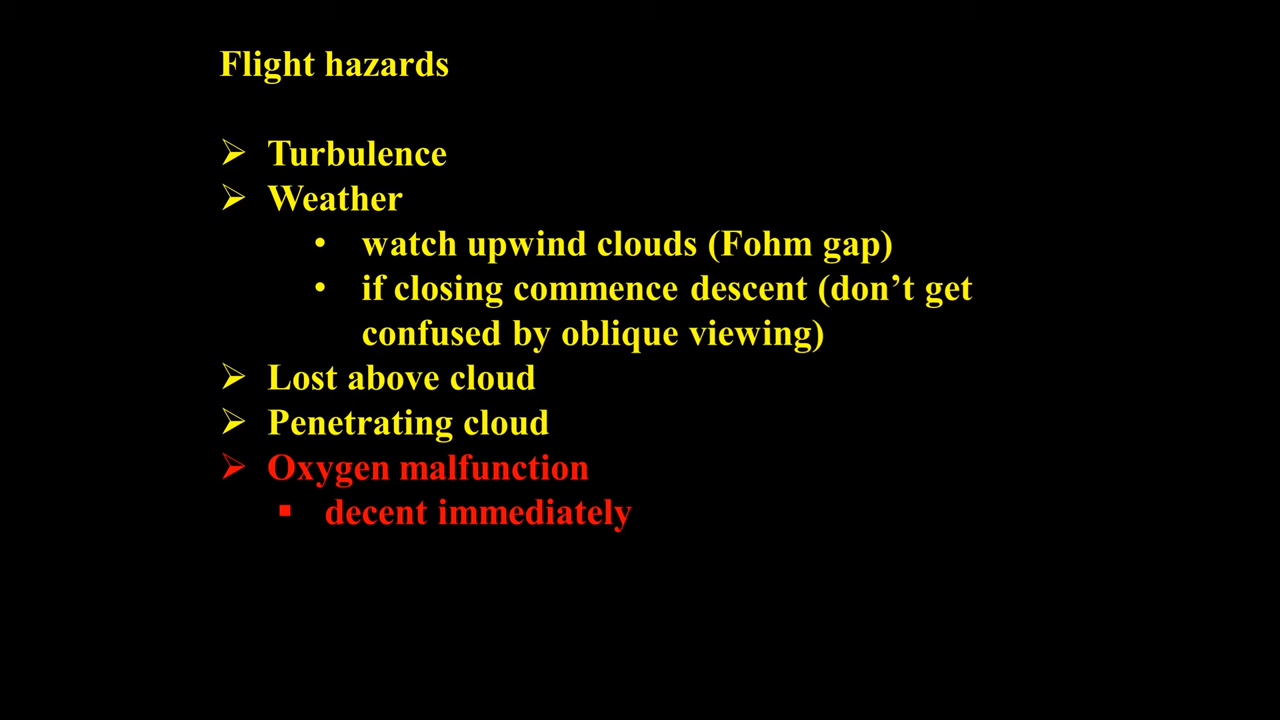 Flight hazards
➢ Turbulence
➢ Weather
• watch upwind clouds (Fohm gap)
• if closing commence descent (don’t get
confused by oblique viewing)
➢ Lost above cloud
➢ Penetrating cloud
➢ Oxygen malfunction
▪ decent immediately